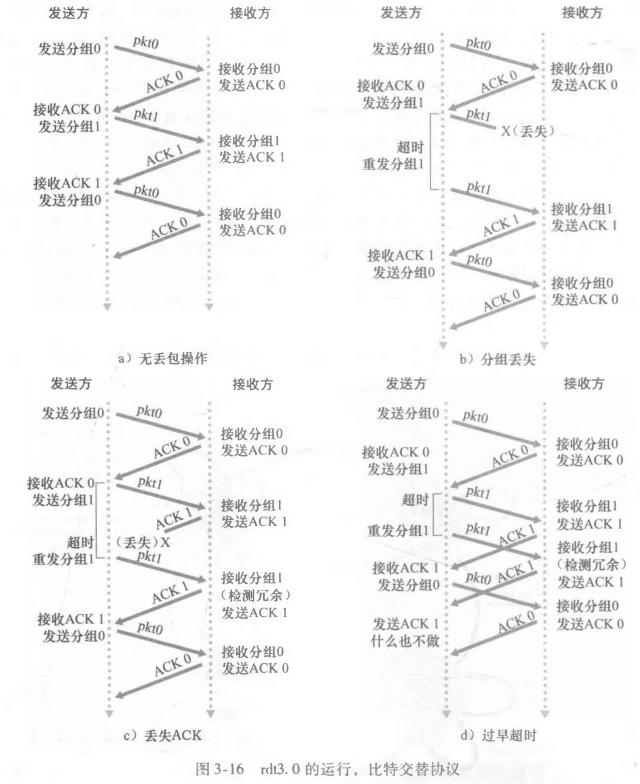 发送方 接收方
发送分组0
pkt0
接收分组0
发送ACK 0
ACK 0
接收ACK 0
发送分组1
pkt1
接收分组1
发送ACK 1
ACK 1
接收ACK 1
发送分组0
pkt0
接收分组0
发送ACK 0
ACK 0
a）无丢包操作
发送方 接收方
发送分组0
pkt0
接收分组0
发送ACK 0
ACK 0
接收ACK 0
发送分组1
pkt1
X（丢失）
超时
重发分组1
pkt1
接收分组1
发送ACK 1
ACK 1
接收ACK 1
发送分组0
pkt0
接收分组0
发送ACK 0
ACK 0
b）分组丢失
发送方 接收方
发送分组0
pkt0
接收分组0
发送ACK 0
ACK 0
接收ACK 0
发送分组1
pkt1
接收分组1
发送ACK 1
ACK 1
（丢失）X
超时
重发分组1
pkt1
接收分组1
（检测冗余）
发送ACK 1
ACK 1
接收ACK 1
发送分组0
pkt0
接收分组0
发送ACK 0
ACK 0
c）丢失ACK
发送方 接收方
发送分组0
pkt0
接收分组0
发送ACK 0
ACK 0
接收ACK 0
发送分组1
pkt1
超时
接收分组1
发送ACK 1
ACK 1
重发分组1
pkt1
接收分组1
（检测冗余）
发送ACK 1
ACK 1
接收ACK 1
发送分组0
pkt0
接收分组0
发送ACK 0
ACK 0
发送ACK 1
什么也不做
d）过早超时
图 3-16 rdt3.0 的运行，比特交替协议